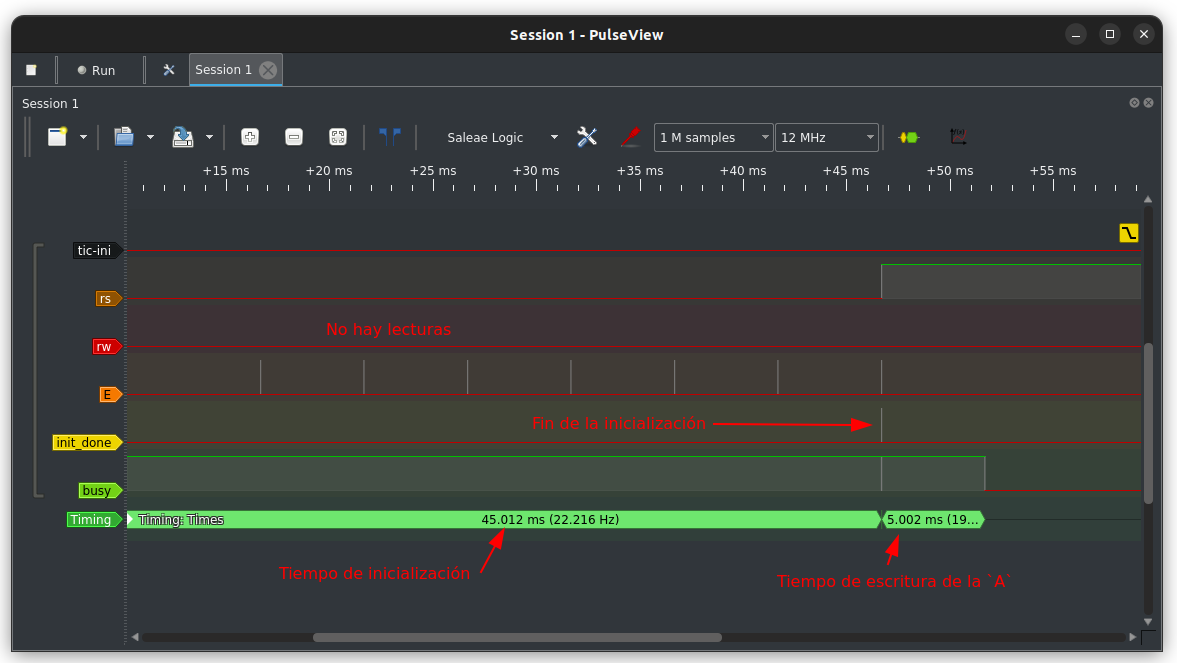 Session 1 - PulseView
Run
Session 1
Session 1
Saleae Logic
1 M samples
12 MHz
+15 ms +20 ms +25 ms +30 ms +35 ms +40 ms +45 ms +50 ms +55 ms
tic-ini
rs
No hay lecturas
rw
E
Fin de la inicialización
init_done
busy
Timing
Timing: Times
45.012 ms (22.216 Hz)
5.002 ms (19...
Tiempo de inicialización
Tiempo de escritura de la `A`